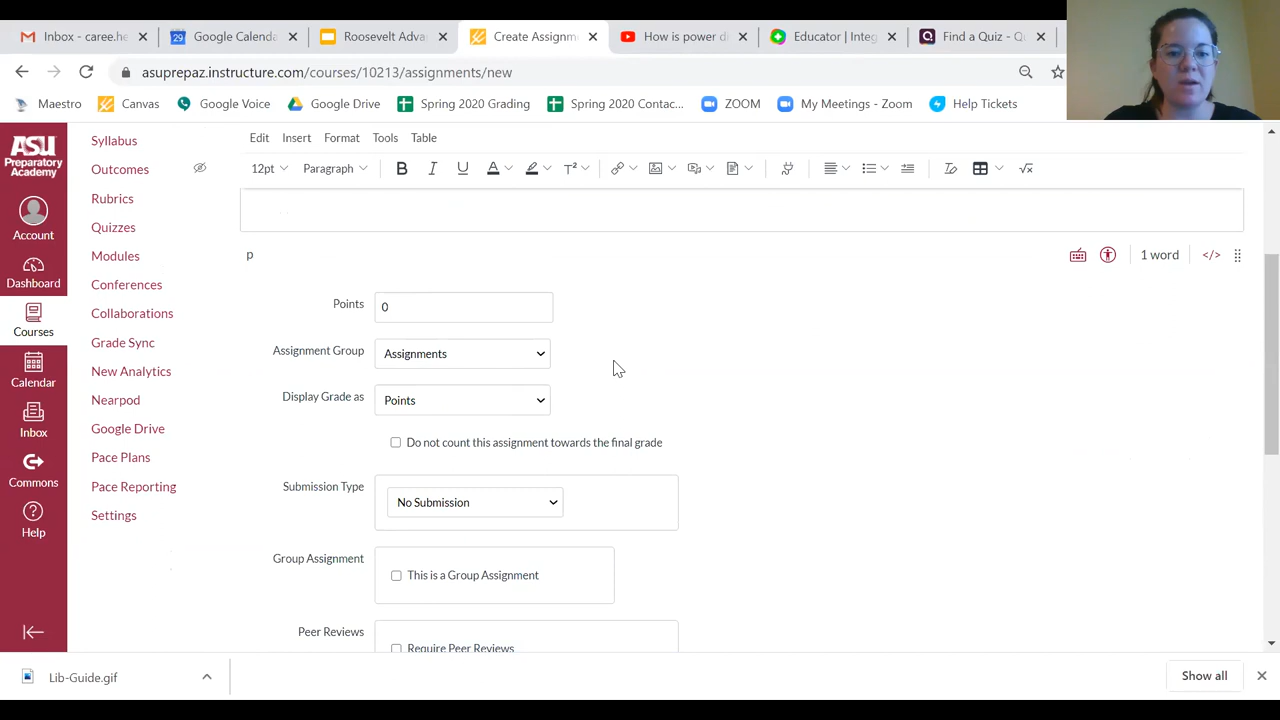 Inbox - caree.he
Google Calenda
Roosevelt Adva
Create Assignm
How is power di
Educator | Integ
Find a Quiz - Qu
asuprepaz.instructure.com/courses/10213/assignments/new
Maestro
Canvas
Google Voice
Google Drive
Spring 2020 Grading
Spring 2020 Contac...
ZOOM
My Meetings - Zoom
Help Tickets
ASU
Preparatory
Academy
Account
Dashboard
Courses
Calendar
Inbox
Commons
Help
Syllabus
Outcomes
Rubrics
Quizzes
Modules
Conferences
Collaborations
Grade Sync
New Analytics
Nearpod
Google Drive
Pace Plans
Pace Reporting
Settings
Edit Insert Format Tools Table
12pt Paragraph B I U A T²
p
1 word </>
Points 0
Assignment Group Assignments
Display Grade as Points
Do not count this assignment towards the final grade
Submission Type No Submission
Group Assignment This is a Group Assignment
Peer Reviews Require Peer Reviews
Lib-Guide.gif
Show all